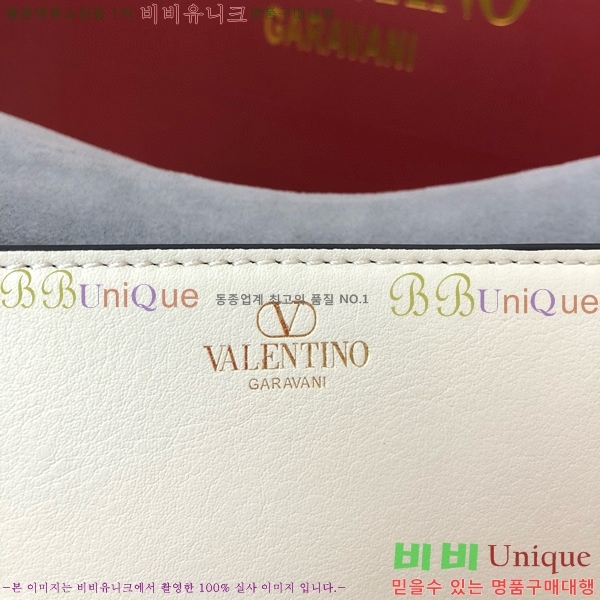 비비유니크
GARAVANI
BBUniQue 동종업계 최고의 품질 NO.1 BBUniQue
V
VALENTINO
GARAVANI
비비 Unique
믿을수 있는 명품구매대행
-본 이미지는 비비유니크에서 촬영한 100% 실사 이미지 입니다.-